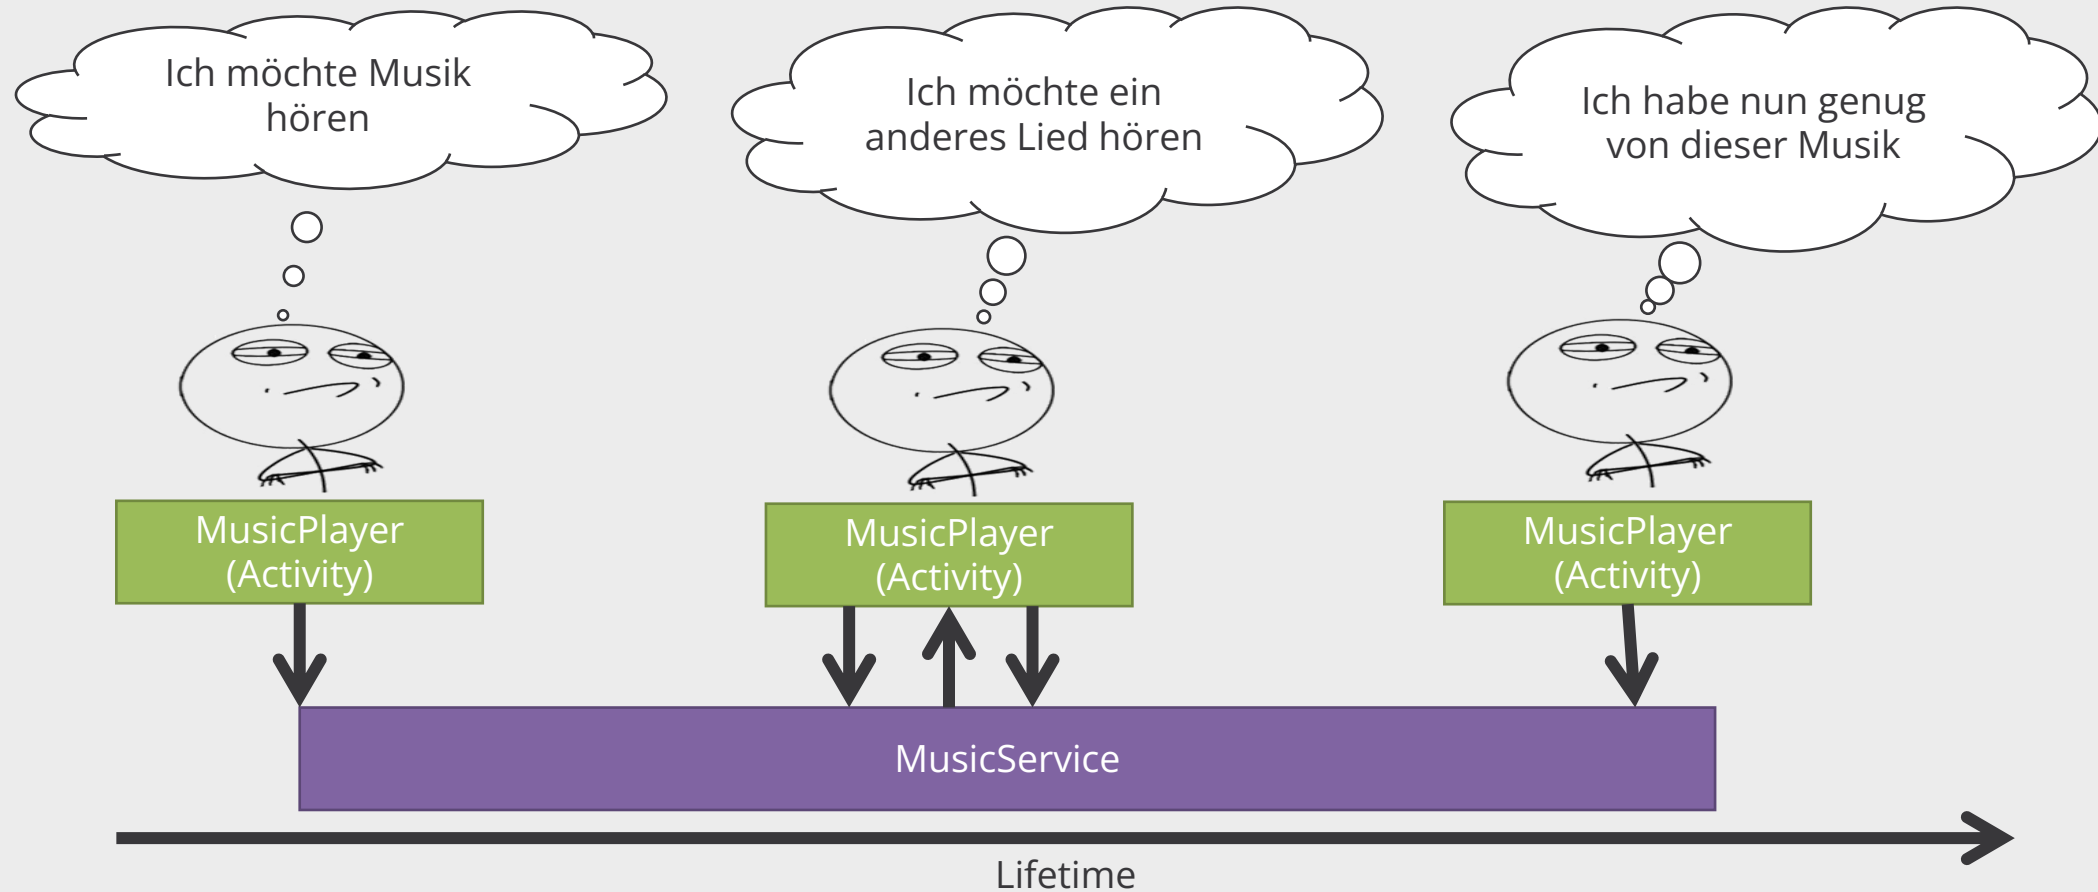 Ich möchte Musik
hören
Ich möchte ein
anderes Lied hören
Ich habe nun genug
von dieser Musik
MusicPlayer
(Activity)
MusicPlayer
(Activity)
MusicPlayer
(Activity)
MusicService
Lifetime